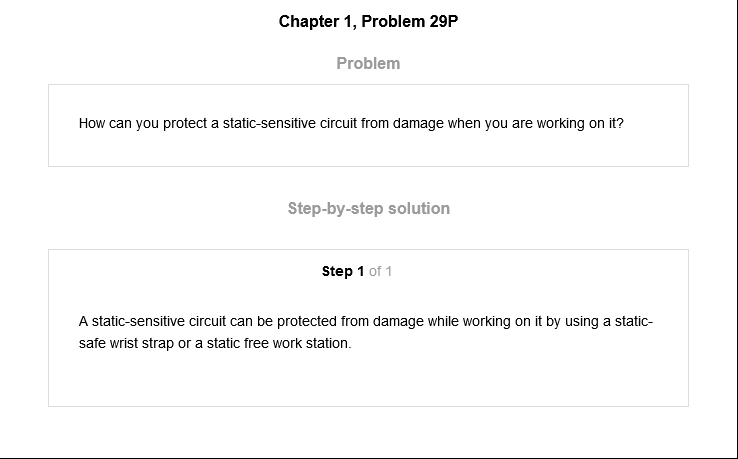 Chapter 1, Problem 29P
Problem
How can you protect a static-sensitive circuit from damage when you are working on it?
Step-by-step solution
Step 1 of 1
A static-sensitive circuit can be protected from damage while working on it by using a static-
safe wrist strap or a static free work station.